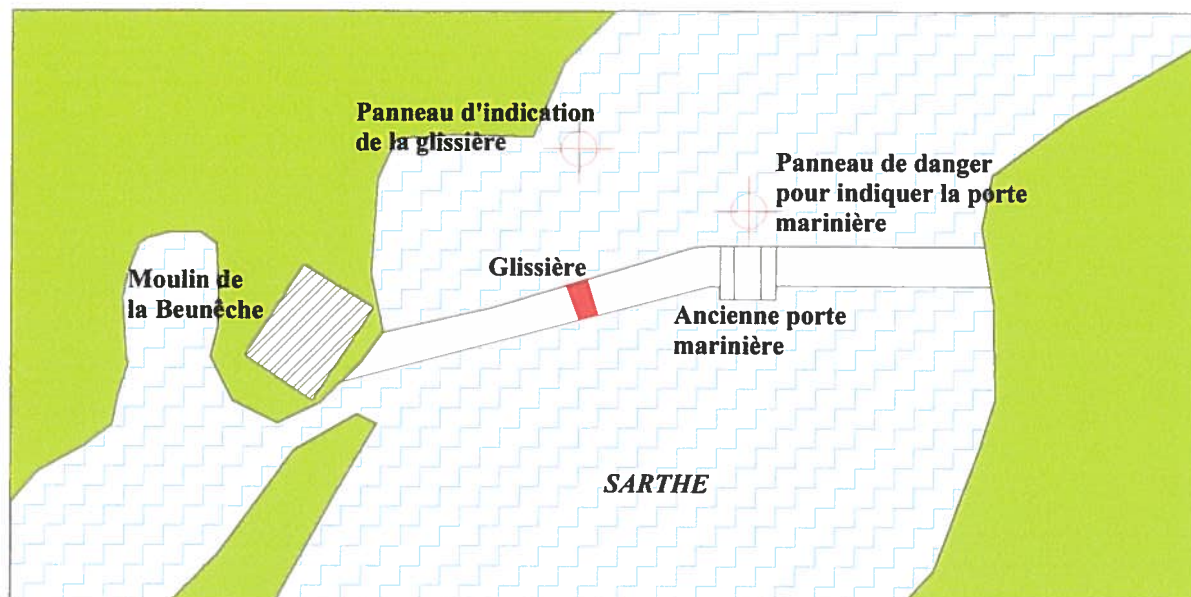 Panneau d'indication
de la glissière
Panneau de danger
pour indiquer la porte
marinière
Moulin de
la Beunêche
Glissière
Ancienne porte
marinière
SARTHE